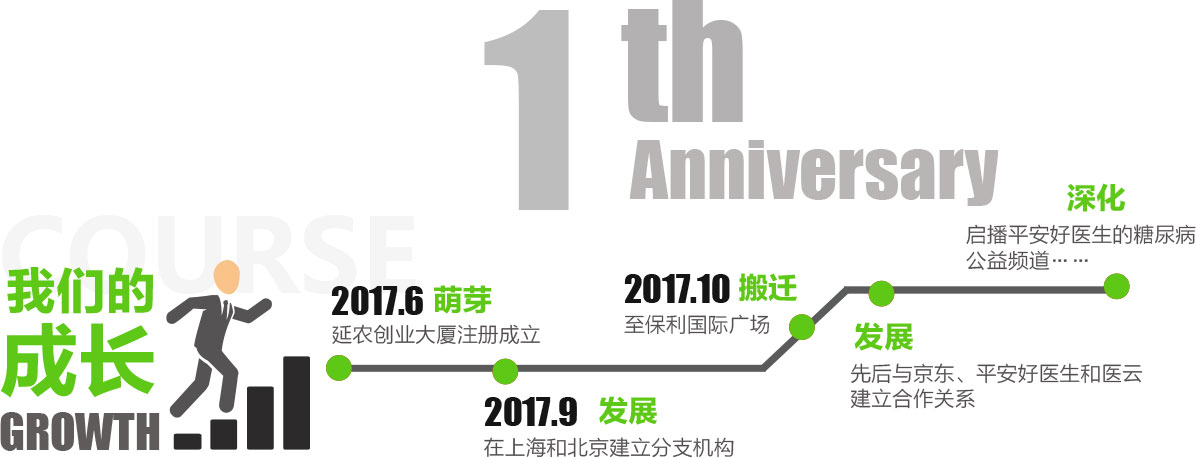 1th
Anniversary
COURSE
我们的
成长
GROWTH
2017.6 萌芽
延农创业大厦注册成立
2017.9 发展
在上海和北京建立分支机构
2017.10 搬迁
至保利国际广场
发展
先后与京东、平安好医生和医云
建立合作关系
深化
启播平安好医生的糖尿病
公益频道……